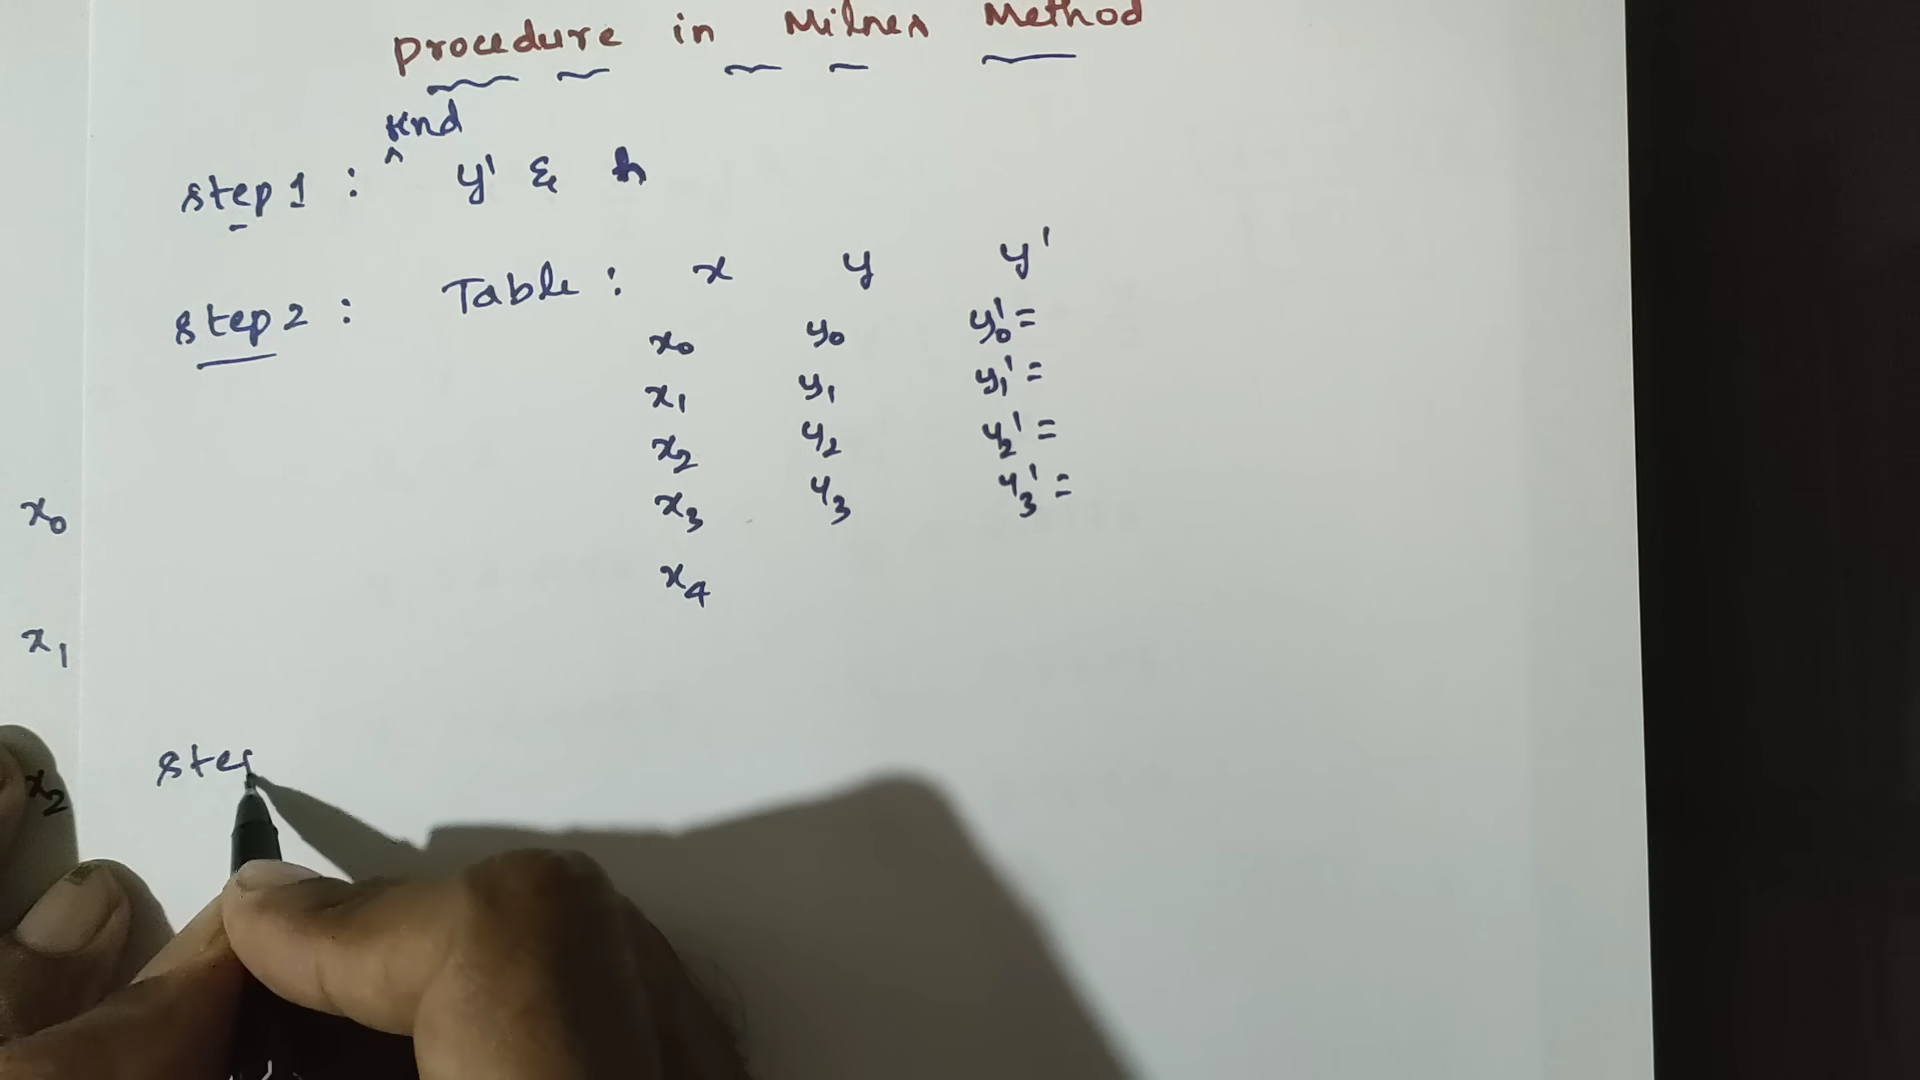 Procedure in Milnes Method
find
step 1 : ^ y' & h
step 2 : Table : x y y'
x0 y0 y0' =
x1 y1 y1' =
x2 y2 y2' =
x3 y3 y3' =
x4
x0
x1
x2
step